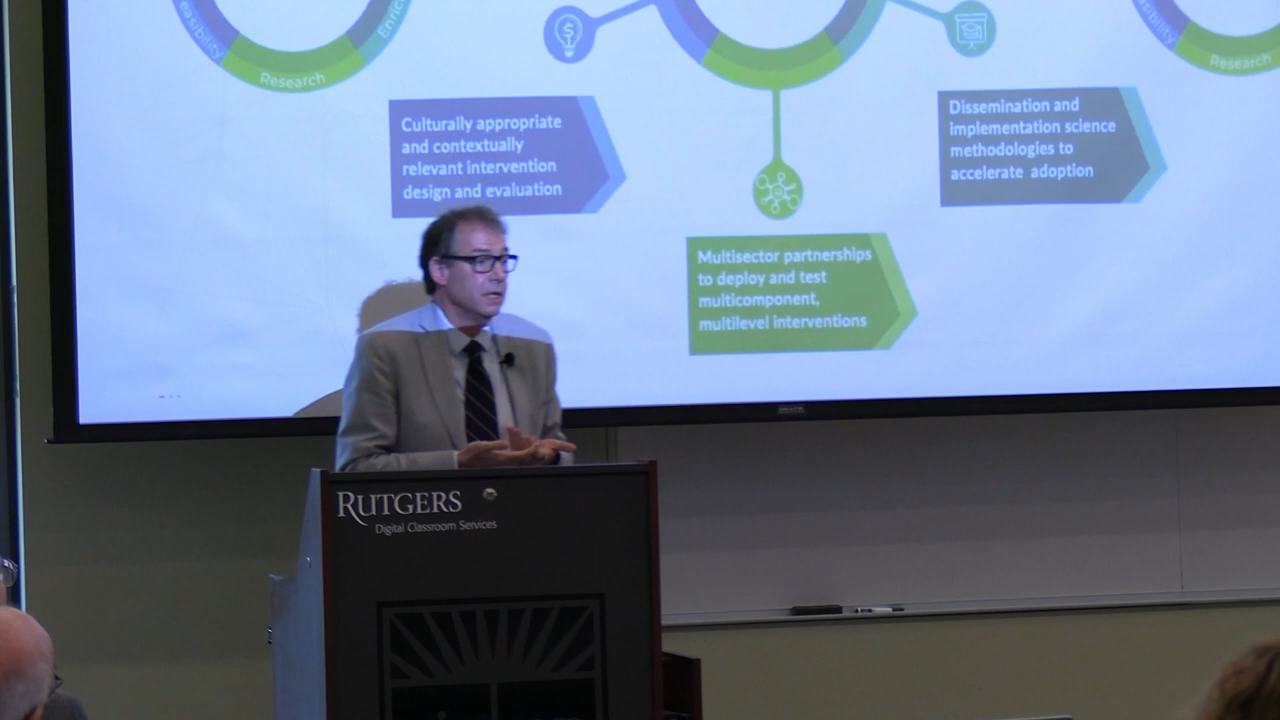 easibility
Research
Enric
easibility
Research
Culturally appropriate
and contextually
relevant intervention
design and evaluation
Dissemination and
implementation science
methodologies to
accelerate adoption
Multisector partnerships
to deploy and test
multicomponent,
multilevel interventions
RUTGERS
Digital Classroom Services